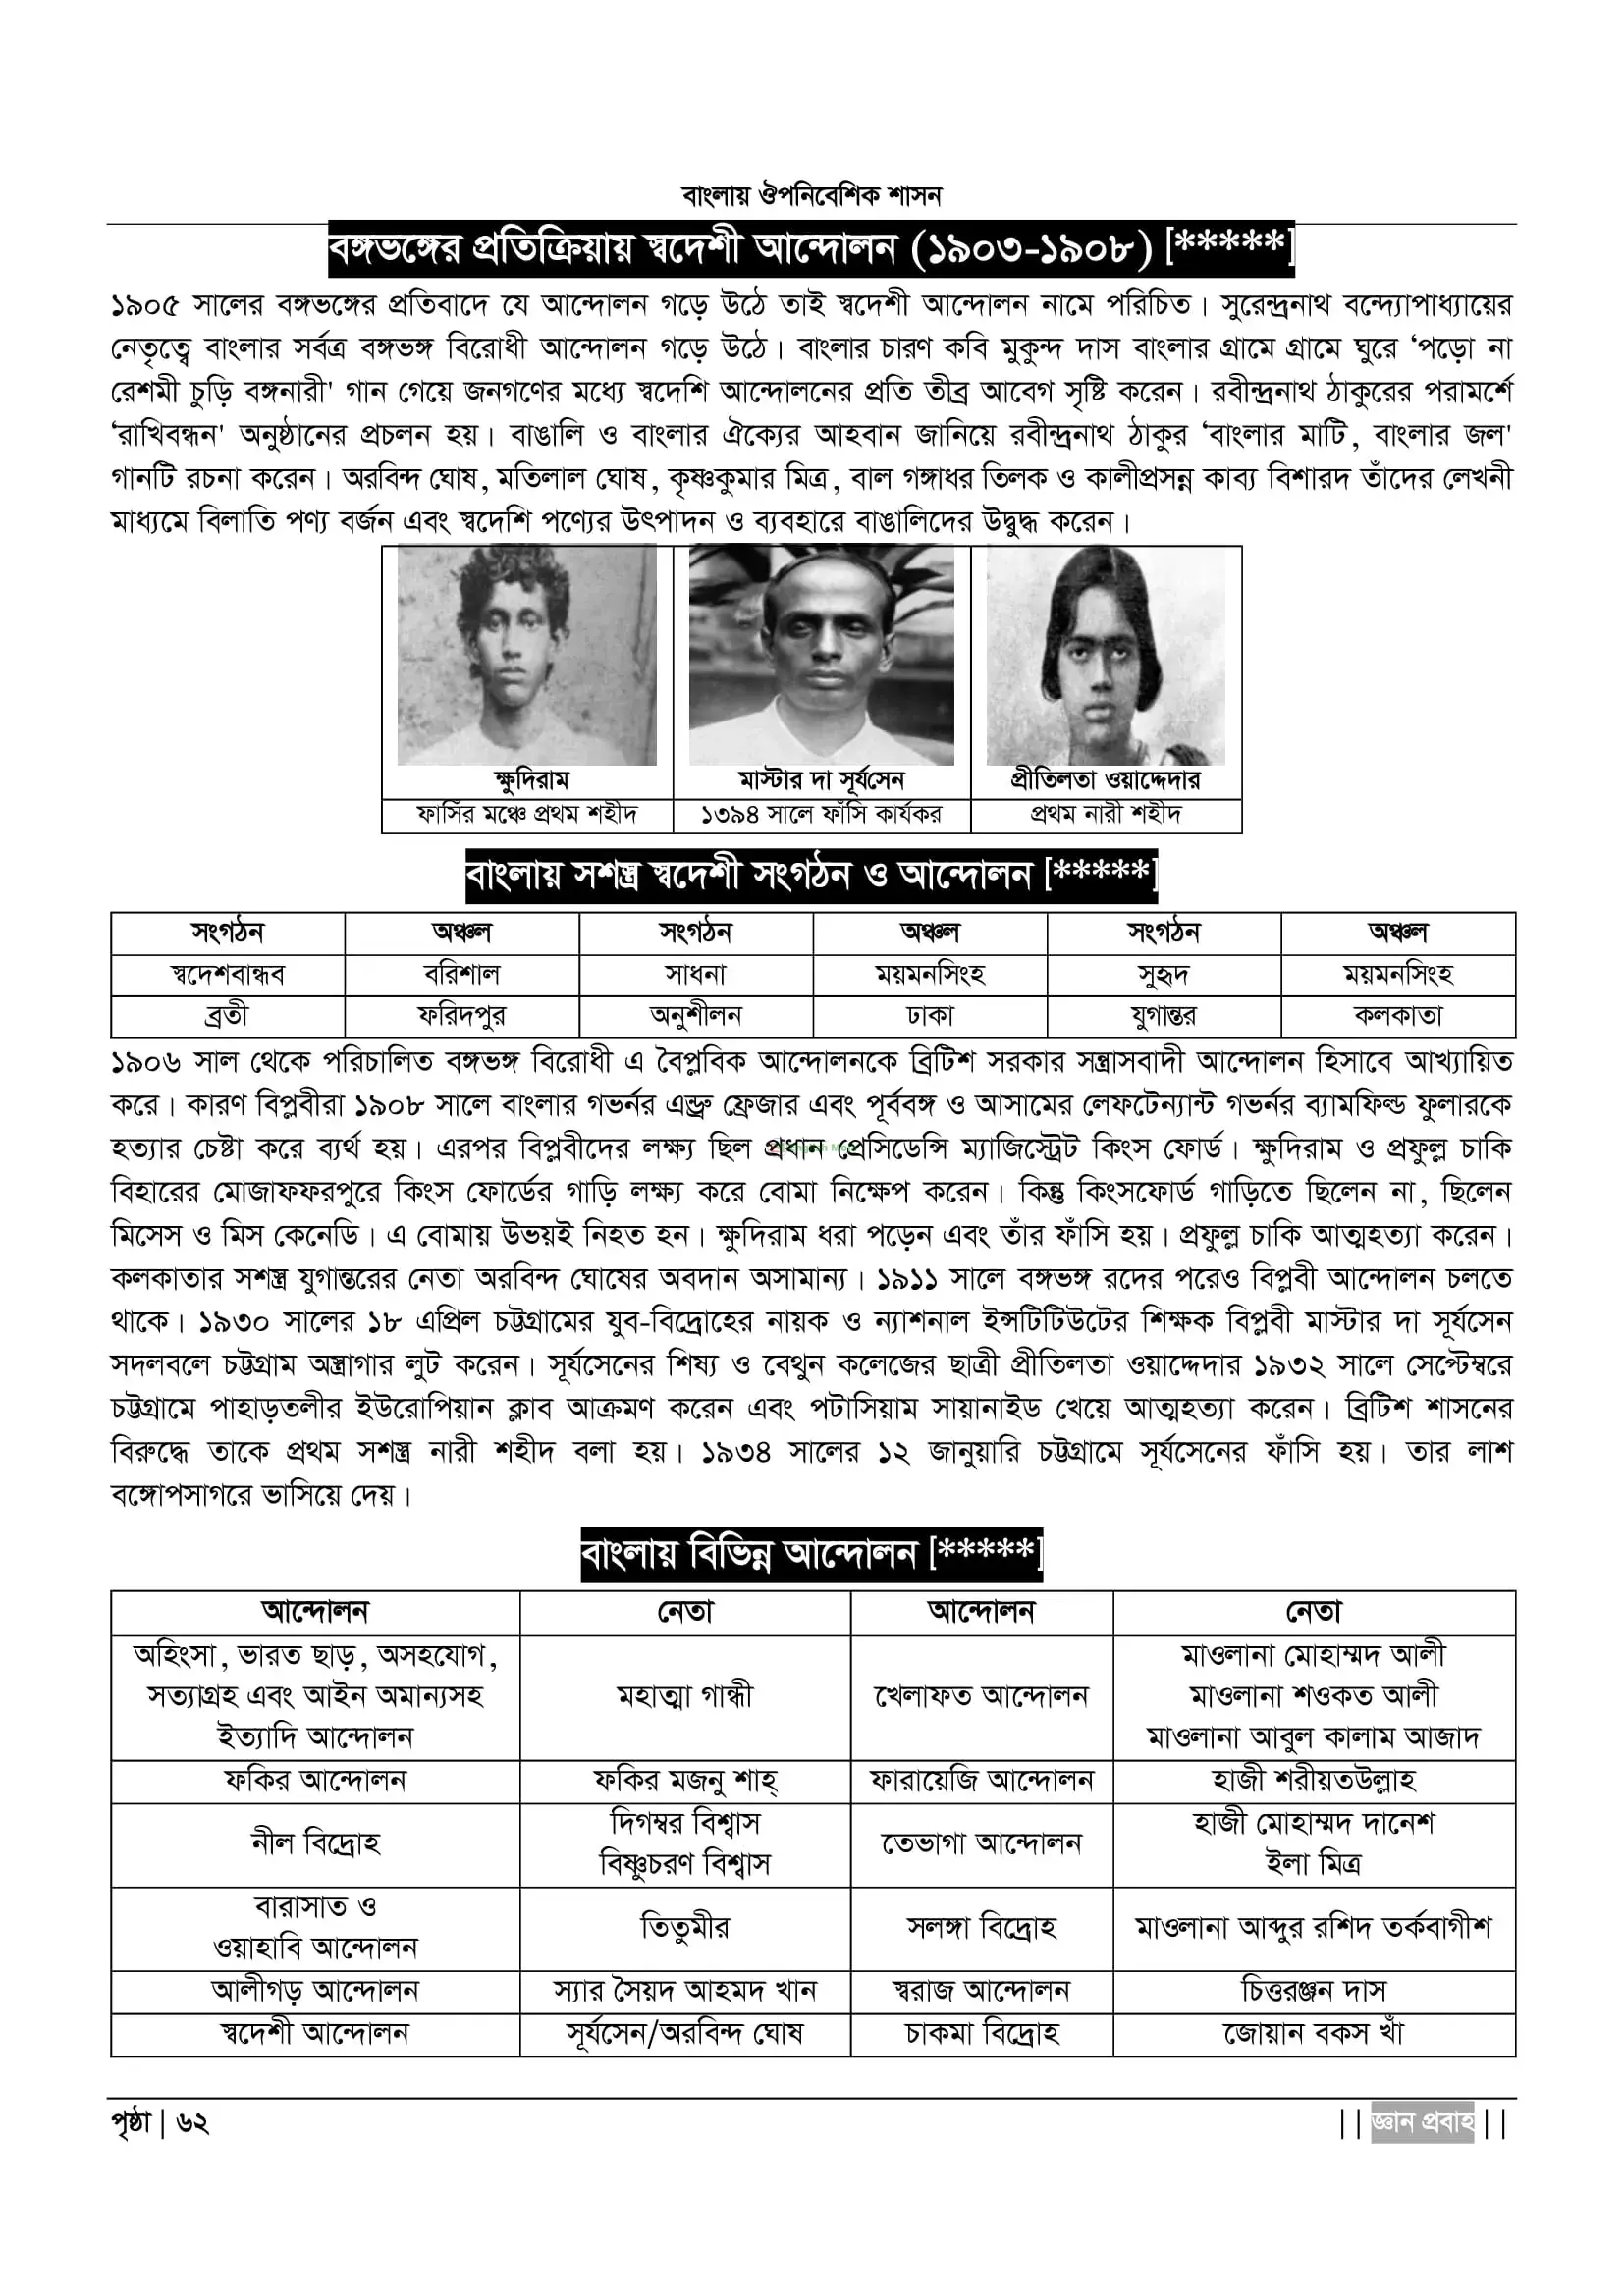 বাংলায় ঔপনিবেশিক শাসন
বঙ্গভঙ্গের প্রতিক্রিয়ায় স্বদেশী আন্দোলন (১৯০৩-১৯০৮) [*****]
১৯০৫ সালের বঙ্গভঙ্গের প্রতিবাদে যে আন্দোলন গড়ে উঠে তাই স্বদেশী আন্দোলন নামে পরিচিত। সুরেন্দ্রনাথ বন্দ্যোপাধ্যায়ের
নেতৃত্বে বাংলার সর্বত্র বঙ্গভঙ্গ বিরোধী আন্দোলন গড়ে উঠে। বাংলার চারণ কবি মুকুন্দ দাস বাংলার গ্রামে গ্রামে ঘুরে ‘পড়ো না
রেশমী চুড়ি বঙ্গনারী' গান গেয়ে জনগণের মধ্যে স্বদেশি আন্দোলনের প্রতি তীব্র আবেগ সৃষ্টি করেন। রবীন্দ্রনাথ ঠাকুরের পরামর্শে
‘রাখিবন্ধন' অনুষ্ঠানের প্রচলন হয়। বাঙালি ও বাংলার ঐক্যের আহবান জানিয়ে রবীন্দ্রনাথ ঠাকুর ‘বাংলার মাটি, বাংলার জল'
গানটি রচনা করেন। অরবিন্দ ঘোষ, মতিলাল ঘোষ, কৃষ্ণকুমার মিত্র, বাল গঙ্গাধর তিলক ও কালীপ্রসন্ন কাব্য বিশারদ তাঁদের লেখনী
মাধ্যমে বিলাতি পণ্য বর্জন এবং স্বদেশি পণ্যের উৎপাদন ও ব্যবহারে বাঙালিদের উদ্বুদ্ধ করেন।
ক্ষুদিরাম মাস্টার দা সূর্যসেন প্রীতিলতা ওয়াদ্দেদার
ফাসিঁর মঞ্চে প্রথম শহীদ ১৩৯৪ সালে ফাঁসি কার্যকর প্রথম নারী শহীদ
বাংলায় সশস্ত্র স্বদেশী সংগঠন ও আন্দোলন [*****]
সংগঠন অঞ্চল সংগঠন অঞ্চল সংগঠন অঞ্চল
স্বদেশবান্ধব বরিশাল সাধনা ময়মনসিংহ সুহৃদ ময়মনসিংহ
ব্রতী ফরিদপুর অনুশীলন ঢাকা যুগান্তর কলকাতা
১৯০৬ সাল থেকে পরিচালিত বঙ্গভঙ্গ বিরোধী এ বৈপ্লবিক আন্দোলনকে ব্রিটিশ সরকার সন্ত্রাসবাদী আন্দোলন হিসাবে আখ্যায়িত
করে। কারণ বিপ্লবীরা ১৯০৮ সালে বাংলার গভর্নর এন্ড্রু ফ্রেজার এবং পূর্ববঙ্গ ও আসামের লেফটেন্যান্ট গভর্নর ব্যামফিল্ড ফুলারকে
হত্যার চেষ্টা করে ব্যর্থ হয়। এরপর বিপ্লবীদের লক্ষ্য ছিল প্রধান প্রেসিডেন্সি ম্যাজিস্ট্রেট কিংস ফোর্ড। ক্ষুদিরাম ও প্রফুল্ল চাকি
বিহারের মোজাফফরপুরে কিংস ফোর্ডের গাড়ি লক্ষ্য করে বোমা নিক্ষেপ করেন। কিন্তু কিংসফোর্ড গাড়িতে ছিলেন না, ছিলেন
মিসেস ও মিস কেনেডি। এ বোমায় উভয়ই নিহত হন। ক্ষুদিরাম ধরা পড়েন এবং তাঁর ফাঁসি হয়। প্রফুল্ল চাকি আত্মহত্যা করেন।
কলকাতার সশস্ত্র যুগান্তরের নেতা অরবিন্দ ঘোষের অবদান অসামান্য। ১৯১১ সালে বঙ্গভঙ্গ রদের পরেও বিপ্লবী আন্দোলন চলতে
থাকে। ১৯৩০ সালের ১৮ এপ্রিল চট্টগ্রামের যুব-বিদ্রোহের নায়ক ও ন্যাশনাল ইন্সটিটিউটের শিক্ষক বিপ্লবী মাস্টার দা সূর্যসেন
সদলবলে চট্টগ্রাম অস্ত্রাগার লুট করেন। সূর্যসেনের শিষ্য ও বেথুন কলেজের ছাত্রী প্রীতিলতা ওয়াদ্দেদার ১৯৩২ সালে সেপ্টেম্বরে
চট্টগ্রামে পাহাড়তলীর ইউরোপিয়ান ক্লাব আক্রমণ করেন এবং পটাসিয়াম সায়ানাইড খেয়ে আত্মহত্যা করেন। ব্রিটিশ শাসনের
বিরুদ্ধে তাকে প্রথম সশস্ত্র নারী শহীদ বলা হয়। ১৯৩৪ সালের ১২ জানুয়ারি চট্টগ্রামে সূর্যসেনের ফাঁসি হয়। তার লাশ
বঙ্গোপসাগরে ভাসিয়ে দেয়।
বাংলায় বিভিন্ন আন্দোলন [*****]
আন্দোলন নেতা আন্দোলন নেতা
অহিংসা, ভারত ছাড়, অসহযোগ,
সত্যাগ্রহ এবং আইন অমান্যসহ
ইত্যাদি আন্দোলন
মহাত্মা গান্ধী
খেলাফত আন্দোলন
মাওলানা মোহাম্মদ আলী
মাওলানা শওকত আলী
মাওলানা আবুল কালাম আজাদ
ফকির আন্দোলন ফকির মজনু শাহ্ ফারায়েজি আন্দোলন হাজী শরীয়তউল্লাহ
নীল বিদ্রোহ
দিগম্বর বিশ্বাস
বিষ্ণুচরণ বিশ্বাস
তেভাগা আন্দোলন
হাজী মোহাম্মদ দানেশ
ইলা মিত্র
বারাসাত ও
ওয়াহাবি আন্দোলন
তিতুমীর
সলঙ্গা বিদ্রোহ
মাওলানা আব্দুর রশিদ তর্কবাগীশ
আলীগড় আন্দোলন স্যার সৈয়দ আহমদ খান স্বরাজ আন্দোলন চিত্তরঞ্জন দাস
স্বদেশী আন্দোলন সূর্যসেন/অরবিন্দ ঘোষ চাকমা বিদ্রোহ জোয়ান বকস খাঁ
পৃষ্ঠা | ৬২ || জ্ঞান প্রবাহ ||